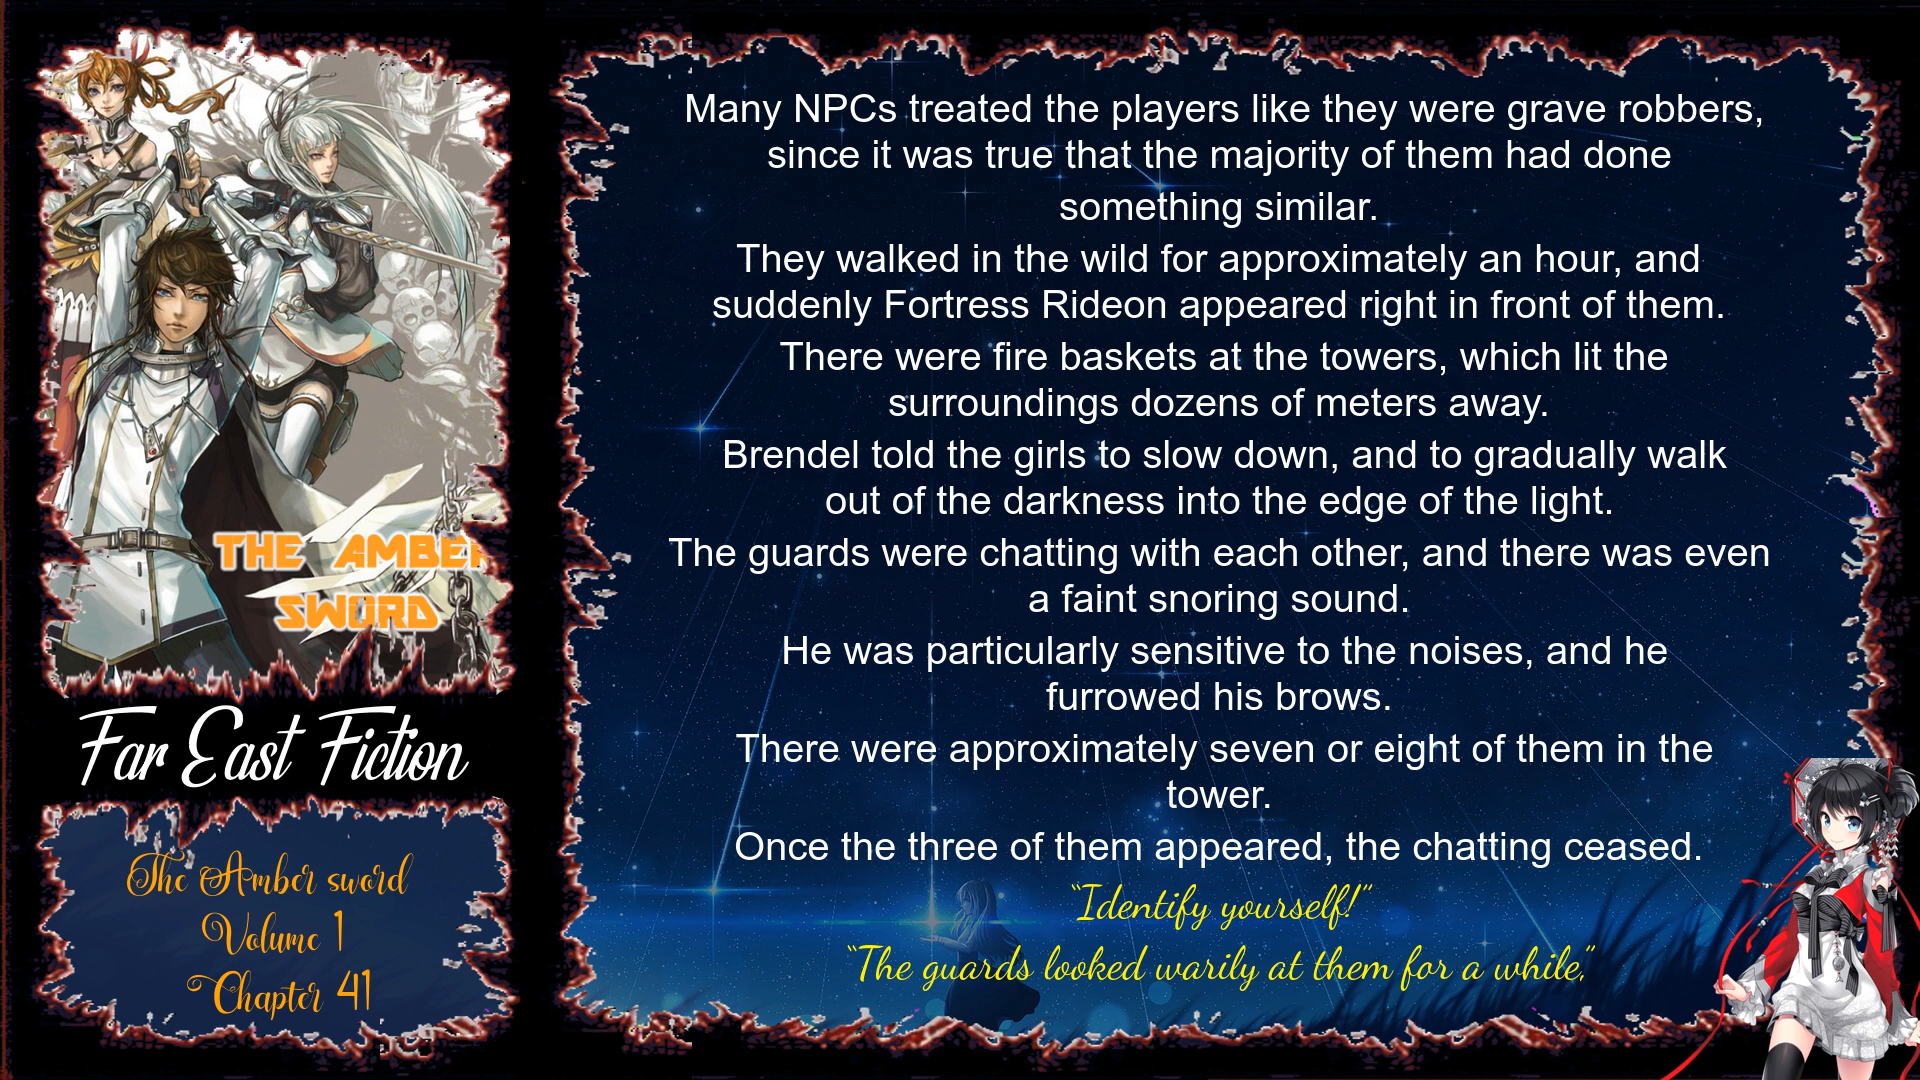 THE AMBER
SWORD
Far East Fiction
The Amber sword
Volume 1
Chapter 41
Many NPCs treated the players like they were grave robbers,
since it was true that the majority of them had done
something similar.
They walked in the wild for approximately an hour, and
suddenly Fortress Rideon appeared right in front of them.
There were fire baskets at the towers, which lit the
surroundings dozens of meters away.
Brendel told the girls to slow down, and to gradually walk
out of the darkness into the edge of the light.
The guards were chatting with each other, and there was even
a faint snoring sound.
He was particularly sensitive to the noises, and he
furrowed his brows.
There were approximately seven or eight of them in the
tower.
Once the three of them appeared, the chatting ceased.
“Identify yourself!”
“The guards looked warily at them for a while,”